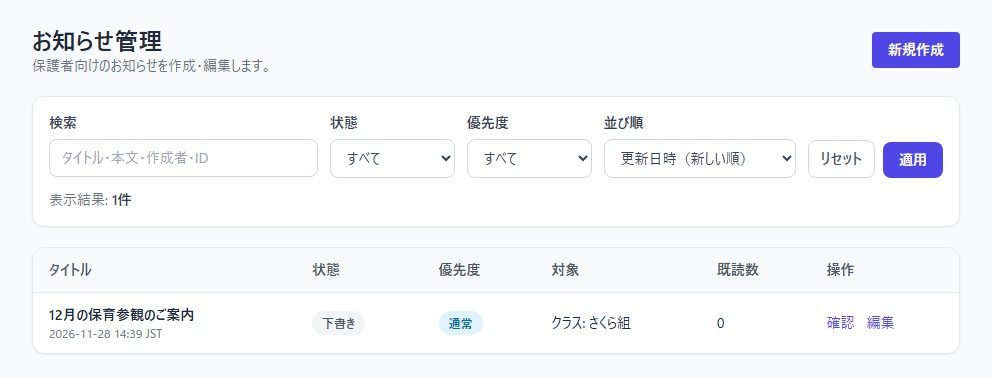 お知らせ管理
保護者向けのお知らせを作成・編集します。
新規作成
検索 状態 優先度 並び順
タイトル・本文・作成者・ID すべて すべて 更新日時（新しい順） リセット 適用
表示結果: 1件
タイトル 状態 優先度 対象 既読数 操作
12月の保育参観のご案内
2026-11-28 14:39 JST
下書き 通常 クラス: さくら組 0 確認 編集